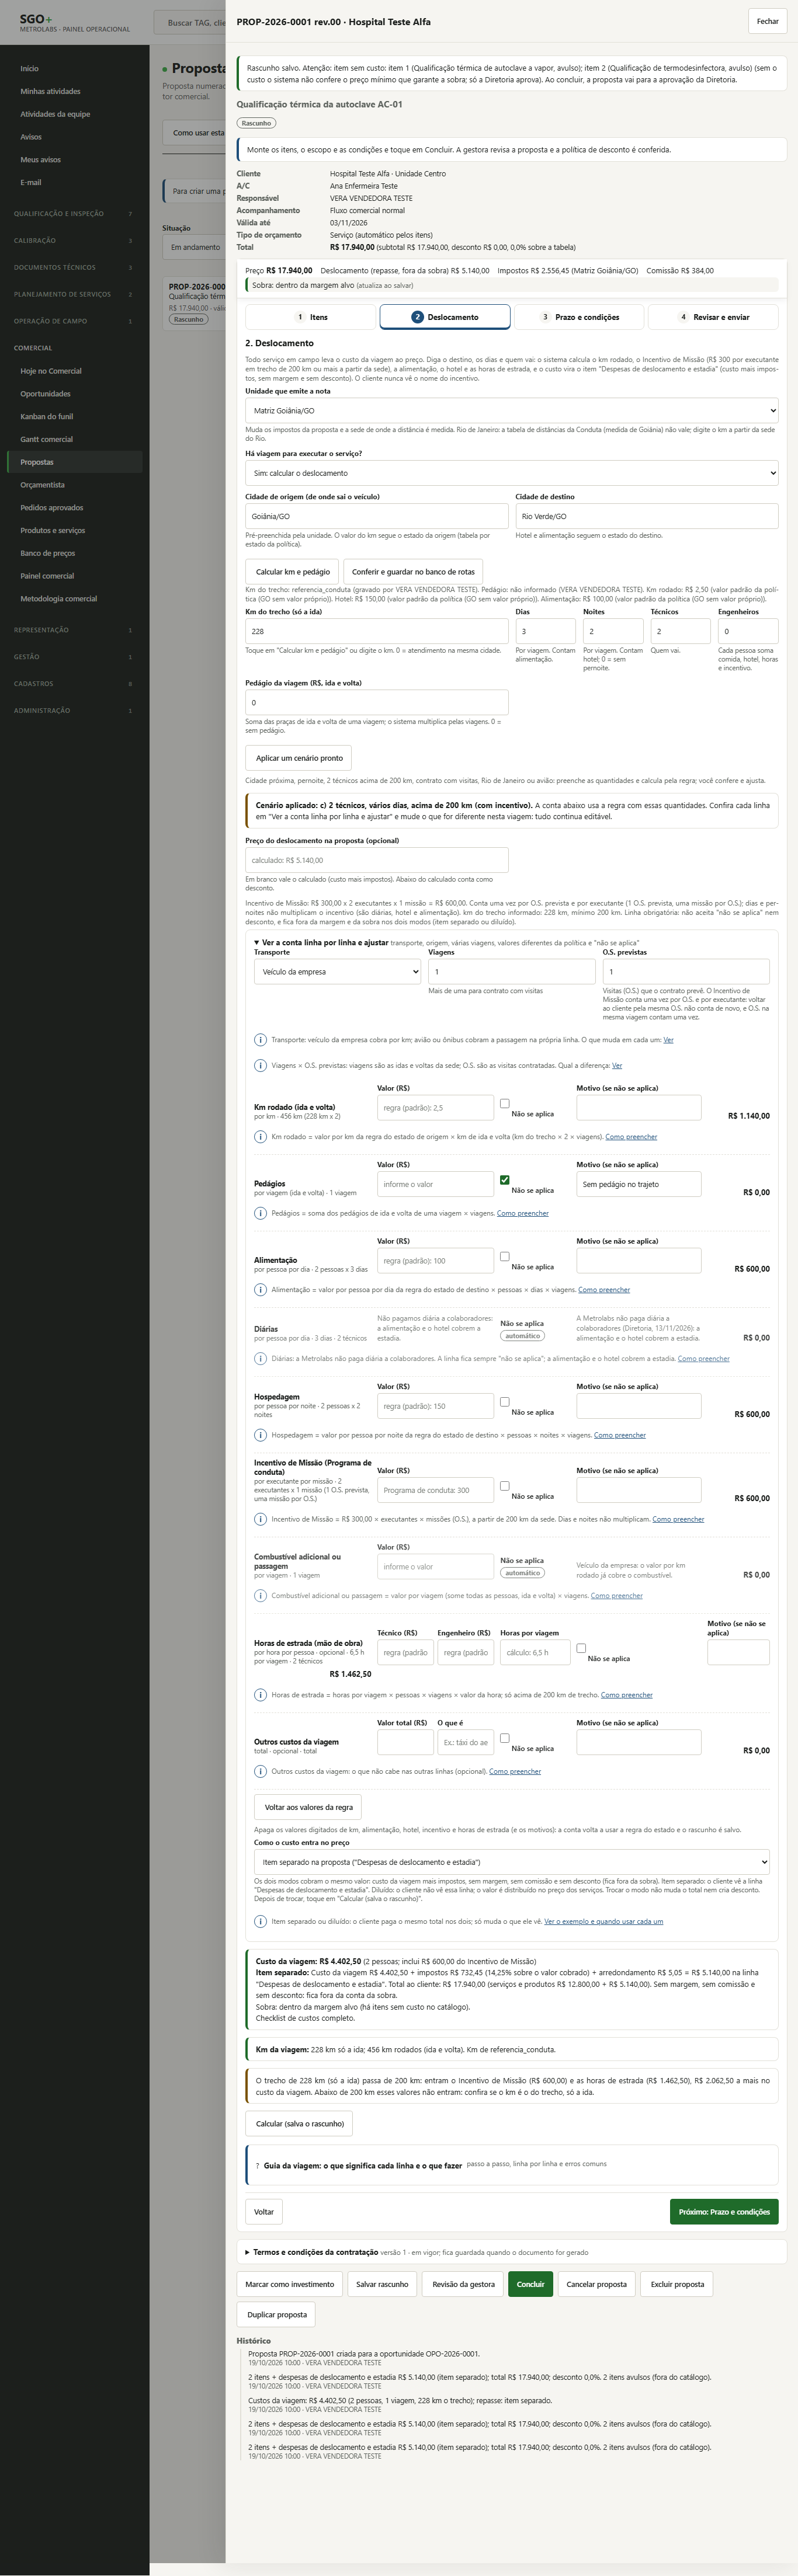 SGO+
METROLABS · PAINEL OPERACIONAL
Buscar TAG, clie
Início
Minhas atividades
Atividades da equipe
Avisos
Meus avisos
E-mail
QUALIFICAÇÃO E INSPEÇÃO 7
CALIBRAÇÃO 3
DOCUMENTOS TÉCNICOS 3
PLANEJAMENTO DE SERVIÇOS 2
OPERAÇÃO DE CAMPO 1
COMERCIAL
Hoje no Comercial
Oportunidades
Kanban do funil
Gantt comercial
Propostas
Orçamentista
Pedidos aprovados
Produtos e serviços
Banco de preços
Painel comercial
Metodologia comercial
REPRESENTAÇÃO 1
GESTÃO 1
CADASTROS 8
ADMINISTRAÇÃO 1
Proposta
Proposta numera
tor comercial.
Como usar esta
Para criar uma p
Situação
Em andamento
PROP-2026-000
Qualificação térm
R$ 17.940,00 · váli
Rascunho
PROP-2026-0001 rev.00 · Hospital Teste Alfa
Fechar
Rascunho salvo. Atenção: item sem custo: item 1 (Qualificação térmica de autoclave a vapor, avulso); item 2 (Qualificação de termodesinfectora, avulso) (sem o
custo o sistema não confere o preço mínimo que garante a sobra; só a Diretoria aprova). Ao concluir, a proposta vai para a aprovação da Diretoria.
Qualificação térmica da autoclave AC-01
Rascunho
Monte os itens, o escopo e as condições e toque em Concluir. A gestora revisa a proposta e a política de desconto é conferida.
Cliente Hospital Teste Alfa · Unidade Centro
A/C Ana Enfermeira Teste
Responsável VERA VENDEDORA TESTE
Acompanhamento Fluxo comercial normal
Válida até 03/11/2026
Tipo de orçamento Serviço (automático pelos itens)
Total R$ 17.940,00 (subtotal R$ 17.940,00, desconto R$ 0,00, 0,0% sobre a tabela)
Preço R$ 17.940,00 Deslocamento (repasse, fora da sobra) R$ 5.140,00 Impostos R$ 2.556,45 (Matriz Goiânia/GO) Comissão R$ 384,00
Sobra: dentro da margem alvo (atualiza ao salvar)
1 Itens
2 Deslocamento
3 Prazo e condições
4 Revisar e enviar
2. Deslocamento
Todo serviço em campo leva o custo da viagem ao preço. Diga o destino, os dias e quem vai: o sistema calcula o km rodado, o Incentivo de Missão (R$ 300 por executante
em trecho de 200 km ou mais a partir da sede), a alimentação, o hotel e as horas de estrada, e o custo vira o item "Despesas de deslocamento e estadia" (custo mais impos-
tos, sem margem e sem desconto). O cliente nunca vê o nome do incentivo.
Unidade que emite a nota
Matriz Goiânia/GO
Muda os impostos da proposta e a sede de onde a distância é medida. Rio de Janeiro: a tabela de distâncias da Conduta (medida de Goiânia) não vale; digite o km a partir da sede
do Rio.
Há viagem para executar o serviço?
Sim: calcular o deslocamento
Cidade de origem (de onde sai o veículo)
Goiânia/GO
Pré-preenchida pela unidade. O valor do km segue o estado da origem (tabela por
estado da política).
Cidade de destino
Rio Verde/GO
Hotel e alimentação seguem o estado do destino.
Calcular km e pedágio
Conferir e guardar no banco de rotas
Km do trecho: referencia_conduta (gravado por VERA VENDEDORA TESTE). Pedágio: não informado (VERA VENDEDORA TESTE). Km rodado: R$ 2,50 (valor padrão da polí-
tica (GO sem valor próprio)). Hotel: R$ 150,00 (valor padrão da política (GO sem valor próprio)). Alimentação: R$ 100,00 (valor padrão da política (GO sem valor próprio)).
Km do trecho (só a ida)
228
Toque em "Calcular km e pedágio" ou digite o km. 0 = atendimento na mesma cidade.
Dias
3
Por viagem. Contam
alimentação.
Noites
2
Por viagem. Contam
hotel; 0 = sem
pernoite.
Técnicos
2
Quem vai.
Engenheiros
0
Cada pessoa soma
comida, hotel, horas
e incentivo.
Pedágio da viagem (R$, ida e volta)
0
Soma das praças de ida e volta de uma viagem; o sistema multiplica pelas viagens. 0 =
sem pedágio.
Aplicar um cenário pronto
Cidade próxima, pernoite, 2 técnicos acima de 200 km, contrato com visitas, Rio de Janeiro ou avião: preenche as quantidades e calcula pela regra; você confere e ajusta.
Cenário aplicado: c) 2 técnicos, vários dias, acima de 200 km (com incentivo). A conta abaixo usa a regra com essas quantidades. Confira cada linha
em "Ver a conta linha por linha e ajustar" e mude o que for diferente nesta viagem: tudo continua editável.
Preço do deslocamento na proposta (opcional)
calculado: R$ 5.140,00
Em branco vale o calculado (custo mais impostos). Abaixo do calculado conta como
desconto.
Incentivo de Missão: R$ 300,00 x 2 executantes x 1 missão = R$ 600,00. Conta uma vez por O.S. prevista e por executante (1 O.S. prevista, uma missão por O.S.); dias e per-
noites não multiplicam o incentivo (são diárias, hotel e alimentação). km do trecho informado: 228 km, mínimo 200 km. Linha obrigatória: não aceita "não se aplica" nem
desconto, e fica fora da margem e da sobra nos dois modos (item separado ou diluído).
▼ Ver a conta linha por linha e ajustar transporte, origem, várias viagens, valores diferentes da política e "não se aplica"
Transporte
Veículo da empresa
Viagens
1
Mais de uma para contrato com visitas
O.S. previstas
1
Visitas (O.S.) que o contrato prevê. O Incentivo de
Missão conta uma vez por O.S. e por executante: voltar
ao cliente pela mesma O.S. não conta de novo, e O.S. na
mesma viagem contam uma vez.
i Transporte: veículo da empresa cobra por km; avião ou ônibus cobram a passagem na própria linha. O que muda em cada um: Ver
i Viagens × O.S. previstas: viagens são as idas e voltas da sede; O.S. são as visitas contratadas. Qual a diferença: Ver
Km rodado (ida e volta)
por km · 456 km (228 km x 2)
Valor (R$)
regra (padrão): 2,5
Não se aplica
Motivo (se não se aplica)
R$ 1.140,00
i Km rodado = valor por km da regra do estado de origem × km de ida e volta (km do trecho × 2 × viagens). Como preencher
Pedágios
por viagem (ida e volta) · 1 viagem
Valor (R$)
informe o valor
Não se aplica
Motivo (se não se aplica)
Sem pedágio no trajeto
R$ 0,00
i Pedágios = soma dos pedágios de ida e volta de uma viagem × viagens. Como preencher
Alimentação
por pessoa por dia · 2 pessoas x 3 dias
Valor (R$)
regra (padrão): 100
Não se aplica
Motivo (se não se aplica)
R$ 600,00
i Alimentação = valor por pessoa por dia da regra do estado de destino × pessoas × dias × viagens. Como preencher
Diárias
por pessoa por dia · 3 dias · 2 técnicos
Não pagamos diária a colaboradores:
a alimentação e o hotel cobrem a
estadia.
Não se aplica
automático
A Metrolabs não paga diária a
colaboradores (Diretoria, 13/11/2026): a
alimentação e o hotel cobrem a estadia.
R$ 0,00
i Diárias: a Metrolabs não paga diária a colaboradores. A linha fica sempre "não se aplica"; a alimentação e o hotel cobrem a estadia. Como preencher
Hospedagem
por pessoa por noite · 2 pessoas x 2
noites
Valor (R$)
regra (padrão): 150
Não se aplica
Motivo (se não se aplica)
R$ 600,00
i Hospedagem = valor por pessoa por noite da regra do estado de destino × pessoas × noites × viagens. Como preencher
Incentivo de Missão (Programa de
conduta)
por executante por missão · 2
executantes x 1 missão (1 O.S. prevista,
uma missão por O.S.)
Valor (R$)
Programa de conduta: 300
Não se aplica
Motivo (se não se aplica)
R$ 600,00
i Incentivo de Missão = R$ 300,00 × executantes × missões (O.S.), a partir de 200 km da sede. Dias e noites não multiplicam. Como preencher
Combustível adicional ou
passagem
por viagem · 1 viagem
Valor (R$)
informe o valor
Não se aplica
automático
Veículo da empresa: o valor por km
rodado já cobre o combustível.
R$ 0,00
i Combustível adicional ou passagem = valor por viagem (some todas as pessoas, ida e volta) × viagens. Como preencher
Horas de estrada (mão de obra)
por hora por pessoa · opcional · 6,5 h
por viagem · 2 técnicos
Técnico (R$)
regra (padrão
Engenheiro (R$)
regra (padrão
Horas por viagem
cálculo: 6,5 h
Não se aplica
Motivo (se não se
aplica)
R$ 1.462,50
i Horas de estrada = horas por viagem × pessoas × viagens × valor da hora; só acima de 200 km de trecho. Como preencher
Outros custos da viagem
total · opcional · total
Valor total (R$)
O que é
Ex.: táxi do ae
Não se aplica
Motivo (se não se aplica)
R$ 0,00
i Outros custos da viagem: o que não cabe nas outras linhas (opcional). Como preencher
Voltar aos valores da regra
Apaga os valores digitados de km, alimentação, hotel, incentivo e horas de estrada (e os motivos): a conta volta a usar a regra do estado e o rascunho é salvo.
Como o custo entra no preço
Item separado na proposta ("Despesas de deslocamento e estadia")
Os dois modos cobram o mesmo valor: custo da viagem mais impostos, sem margem, sem comissão e sem desconto (fica fora da sobra). Item separado: o cliente vê a linha
"Despesas de deslocamento e estadia". Diluído: o cliente não vê essa linha; o valor é distribuído no preço dos serviços. Trocar o modo não muda o total nem cria desconto.
Depois de trocar, toque em "Calcular (salva o rascunho)".
i Item separado ou diluído: o cliente paga o mesmo total nos dois; só muda o que ele vê. Ver o exemplo e quando usar cada um
Custo da viagem: R$ 4.402,50 (2 pessoas; inclui R$ 600,00 do Incentivo de Missão)
Item separado: Custo da viagem R$ 4.402,50 + impostos R$ 732,45 (14,25% sobre o valor cobrado) + arredondamento R$ 5,05 = R$ 5.140,00 na linha
"Despesas de deslocamento e estadia". Total ao cliente: R$ 17.940,00 (serviços e produtos R$ 12.800,00 + R$ 5.140,00). Sem margem, sem comissão e
sem desconto: fica fora da conta da sobra.
Sobra: dentro da margem alvo (há itens sem custo no catálogo).
Checklist de custos completo.
Km da viagem: 228 km só a ida; 456 km rodados (ida e volta). Km de referencia_conduta.
O trecho de 228 km (só a ida) passa de 200 km: entram o Incentivo de Missão (R$ 600,00) e as horas de estrada (R$ 1.462,50), R$ 2.062,50 a mais no
custo da viagem. Abaixo de 200 km esses valores não entram: confira se o km é o do trecho, só a ida.
Calcular (salva o rascunho)
? Guia da viagem: o que significa cada linha e o que fazer passo a passo, linha por linha e erros comuns
Voltar
Próximo: Prazo e condições
▶ Termos e condições da contratação versão 1 · em vigor; fica guardada quando o documento for gerado
Marcar como investimento
Salvar rascunho
Revisão da gestora
Concluir
Cancelar proposta
Excluir proposta
Duplicar proposta
Histórico
Proposta PROP-2026-0001 criada para a oportunidade OPO-2026-0001.
19/10/2026 10:00 · VERA VENDEDORA TESTE
2 itens + despesas de deslocamento e estadia R$ 5.140,00 (item separado); total R$ 17.940,00; desconto 0,0%. 2 itens avulsos (fora do catálogo).
19/10/2026 10:00 · VERA VENDEDORA TESTE
Custos da viagem: R$ 4.402,50 (2 pessoas, 1 viagem, 228 km o trecho); repasse: item separado.
19/10/2026 10:00 · VERA VENDEDORA TESTE
2 itens + despesas de deslocamento e estadia R$ 5.140,00 (item separado); total R$ 17.940,00; desconto 0,0%. 2 itens avulsos (fora do catálogo).
19/10/2026 10:00 · VERA VENDEDORA TESTE
2 itens + despesas de deslocamento e estadia R$ 5.140,00 (item separado); total R$ 17.940,00; desconto 0,0%. 2 itens avulsos (fora do catálogo).
19/10/2026 10:00 · VERA VENDEDORA TESTE